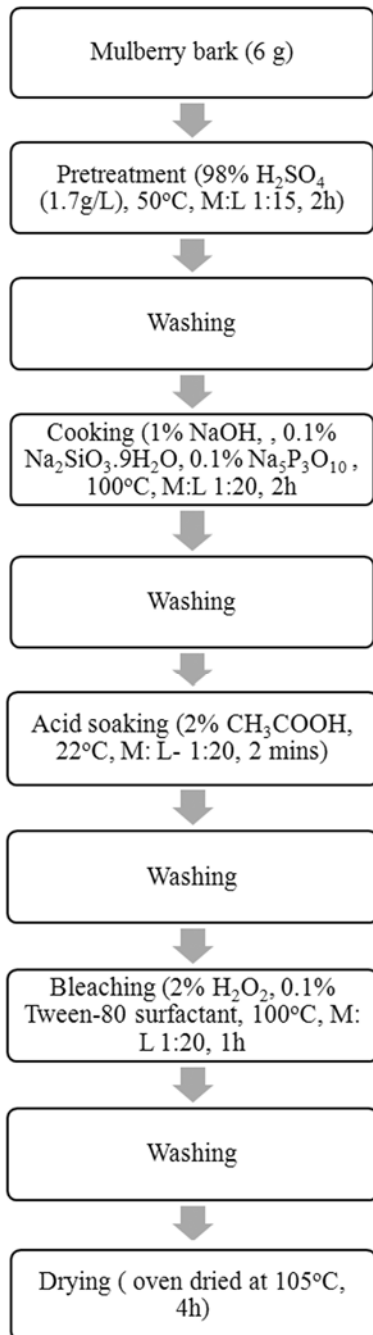 Mulberry bark (6 g)
Pretreatment (98% H₂SO₄
(1.7g/L), 50°C, M:L 1:15, 2h)
Washing
Cooking (1% NaOH, , 0.1%
Na₂SiO₃.9H₂O, 0.1% Na₅P₃O₁₀ ,
100°C, M:L 1:20, 2h
Washing
Acid soaking (2% CH₃COOH,
22°C, M: L- 1:20, 2 mins)
Washing
Bleaching (2% H₂O₂, 0.1%
Tween-80 surfactant, 100°C, M:
L 1:20, 1h
Washing
Drying ( oven dried at 105°C,
4h)